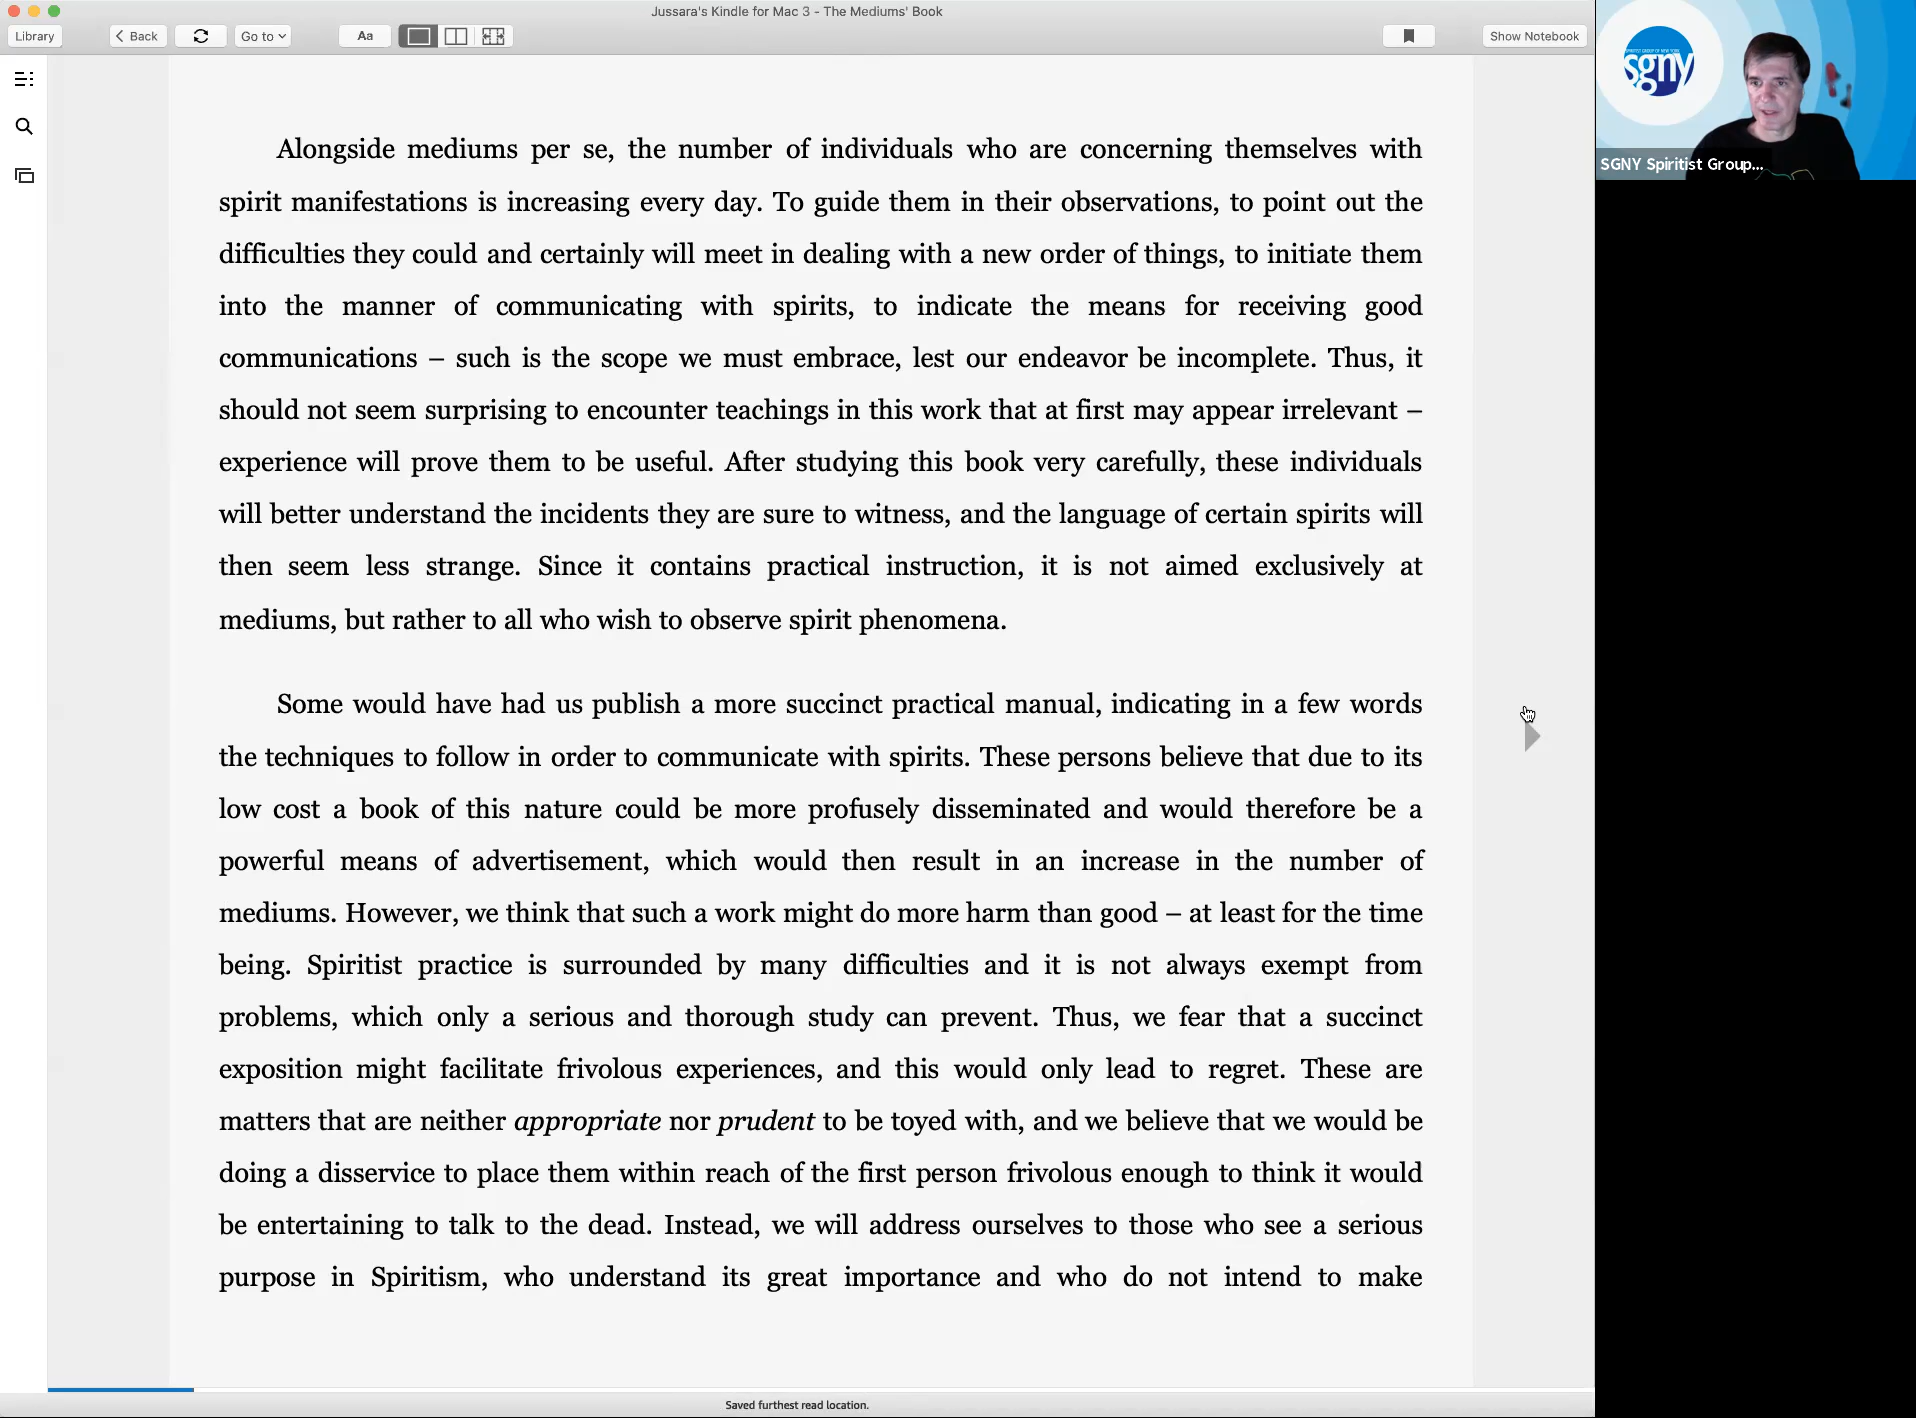 Jussara's Kindle for Mac 3 - The Mediums' Book
Library
Back
Go to
Aa
Show Notebook
sgny
SGNY Spiritist Group...
Alongside mediums per se, the number of individuals who are concerning themselves with
spirit manifestations is increasing every day. To guide them in their observations, to point out the
difficulties they could and certainly will meet in dealing with a new order of things, to initiate them
into the manner of communicating with spirits, to indicate the means for receiving good
communications – such is the scope we must embrace, lest our endeavor be incomplete. Thus, it
should not seem surprising to encounter teachings in this work that at first may appear irrelevant –
experience will prove them to be useful. After studying this book very carefully, these individuals
will better understand the incidents they are sure to witness, and the language of certain spirits will
then seem less strange. Since it contains practical instruction, it is not aimed exclusively at
mediums, but rather to all who wish to observe spirit phenomena.
Some would have had us publish a more succinct practical manual, indicating in a few words
the techniques to follow in order to communicate with spirits. These persons believe that due to its
low cost a book of this nature could be more profusely disseminated and would therefore be a
powerful means of advertisement, which would then result in an increase in the number of
mediums. However, we think that such a work might do more harm than good – at least for the time
being. Spiritist practice is surrounded by many difficulties and it is not always exempt from
problems, which only a serious and thorough study can prevent. Thus, we fear that a succinct
exposition might facilitate frivolous experiences, and this would only lead to regret. These are
matters that are neither appropriate nor prudent to be toyed with, and we believe that we would be
doing a disservice to place them within reach of the first person frivolous enough to think it would
be entertaining to talk to the dead. Instead, we will address ourselves to those who see a serious
purpose in Spiritism, who understand its great importance and who do not intend to make
Saved furthest read location.